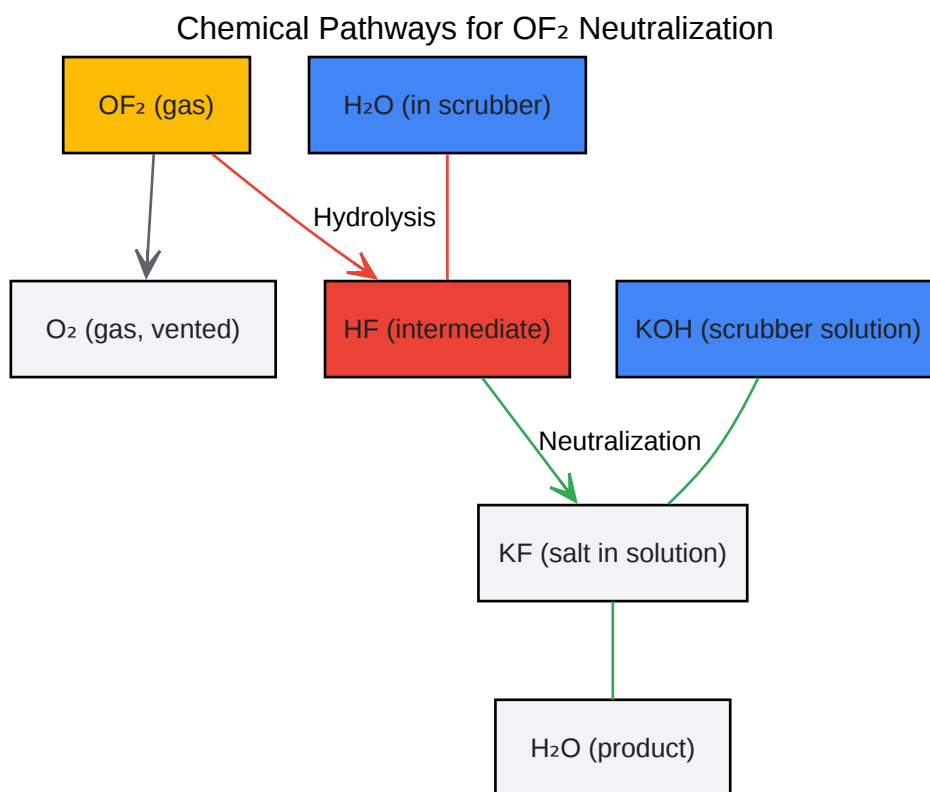 Chemical Pathways for OF₂ Neutralization
OF₂ (gas)
H₂O (in scrubber)
Hydrolysis
O₂ (gas, vented)
HF (intermediate)
KOH (scrubber solution)
Neutralization
KF (salt in solution)
H₂O (product)